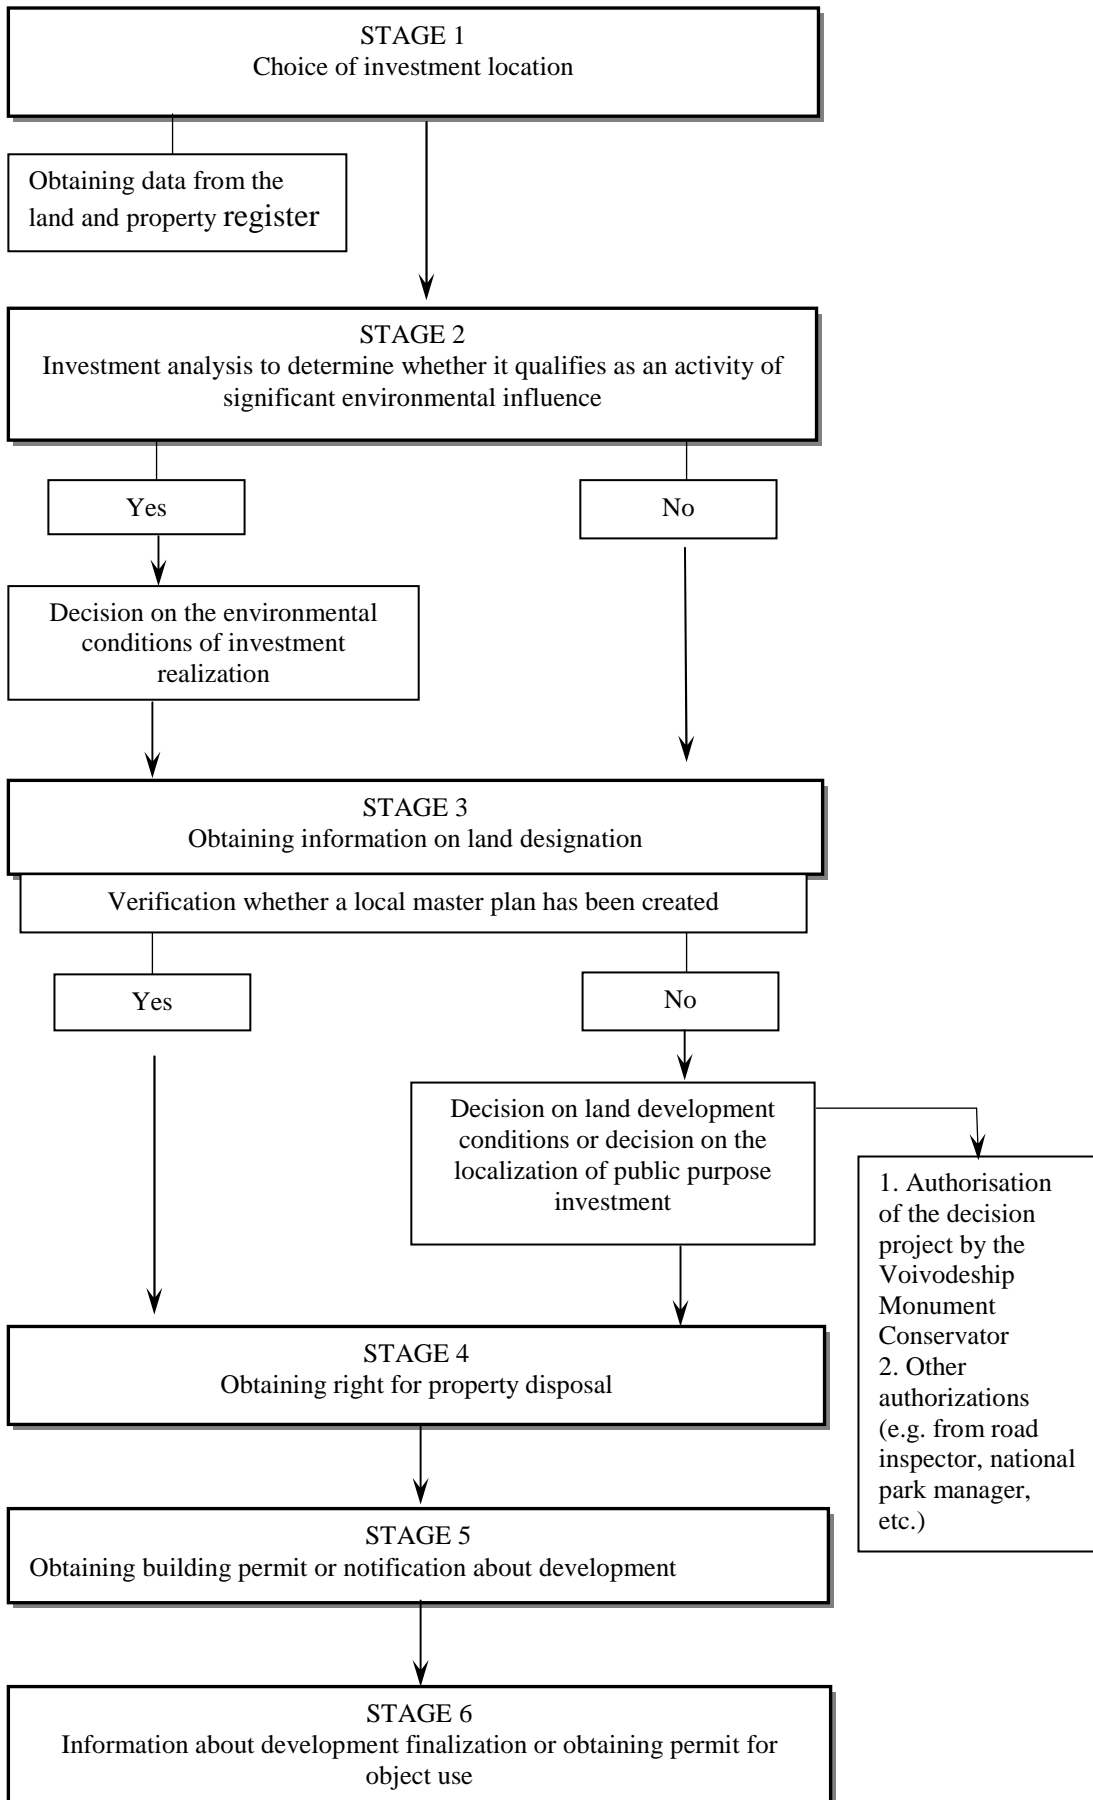 STAGE 1
Choice of investment location
Obtaining data from the
land and property register
STAGE 2
Investment analysis to determine whether it qualifies as an activity of
significant environmental influence
Yes
No
Decision on the environmental
conditions of investment
realization
STAGE 3
Obtaining information on land designation
Verification whether a local master plan has been created
Yes
No
Decision on land development
conditions or decision on the
localization of public purpose
investment
1. Authorisation
of the decision
project by the
Voivodeship
Monument
Conservator
2. Other
authorizations
(e.g. from road
inspector, national
park manager,
etc.)
STAGE 4
Obtaining right for property disposal
STAGE 5
Obtaining building permit or notification about development
STAGE 6
Information about development finalization or obtaining permit for
object use